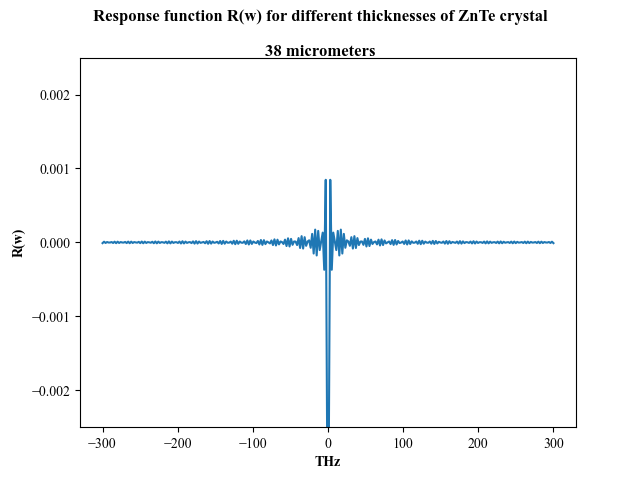 Response function R(w) for different thicknesses of ZnTe crystal
38 micrometers
0.002
0.001
0.000
−0.001
−0.002
R(w)
−300 −200 −100 0 100 200 300
THz